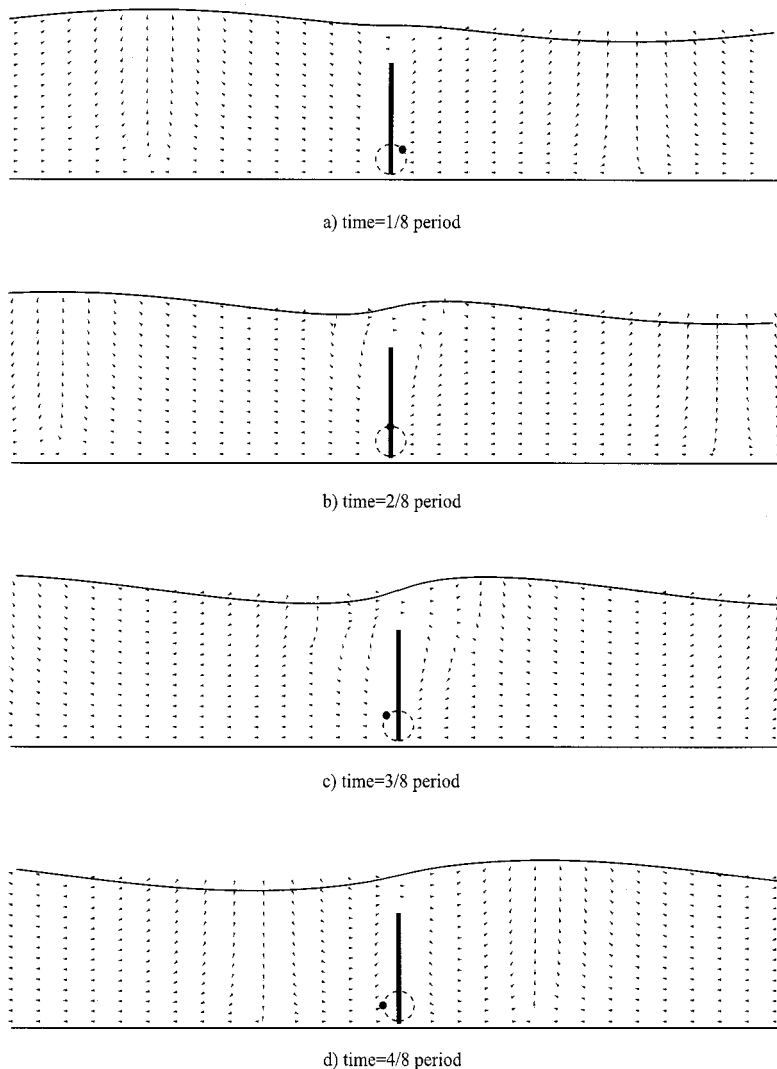 a) time=1/8 period
b) time=2/8 period
c) time=3/8 period
d) time=4/8 period